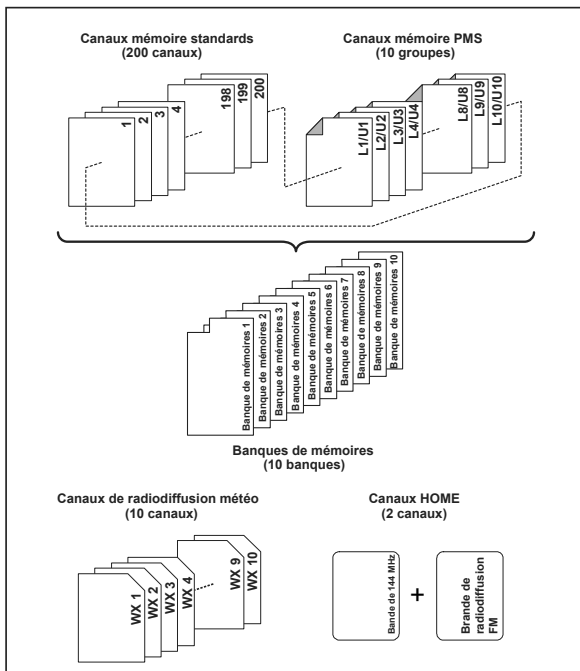 Canaux mémoire standards
(200 canaux)
Canaux mémoire PMS
(10 groupes)
1
2
3
4
198
199
200
L1/U1
L2/U2
L3/U3
L4/U4
L8/U8
L9/U9
L10/U10
Banque de mémoires 1
Banque de mémoires 2
Banque de mémoires 3
Banque de mémoires 4
Banque de mémoires 5
Banque de mémoires 6
Banque de mémoires 7
Banque de mémoires 8
Banque de mémoires 9
Banque de mémoires 10
Banques de mémoires
(10 banques)
Canaux de radiodiffusion météo
(10 canaux)
Canaux HOME
(2 canaux)
WX 1
WX 2
WX 3
WX 4
WX 9
WX 10
Bande de 144 MHz
+
Brande de
radiodiffusion
FM